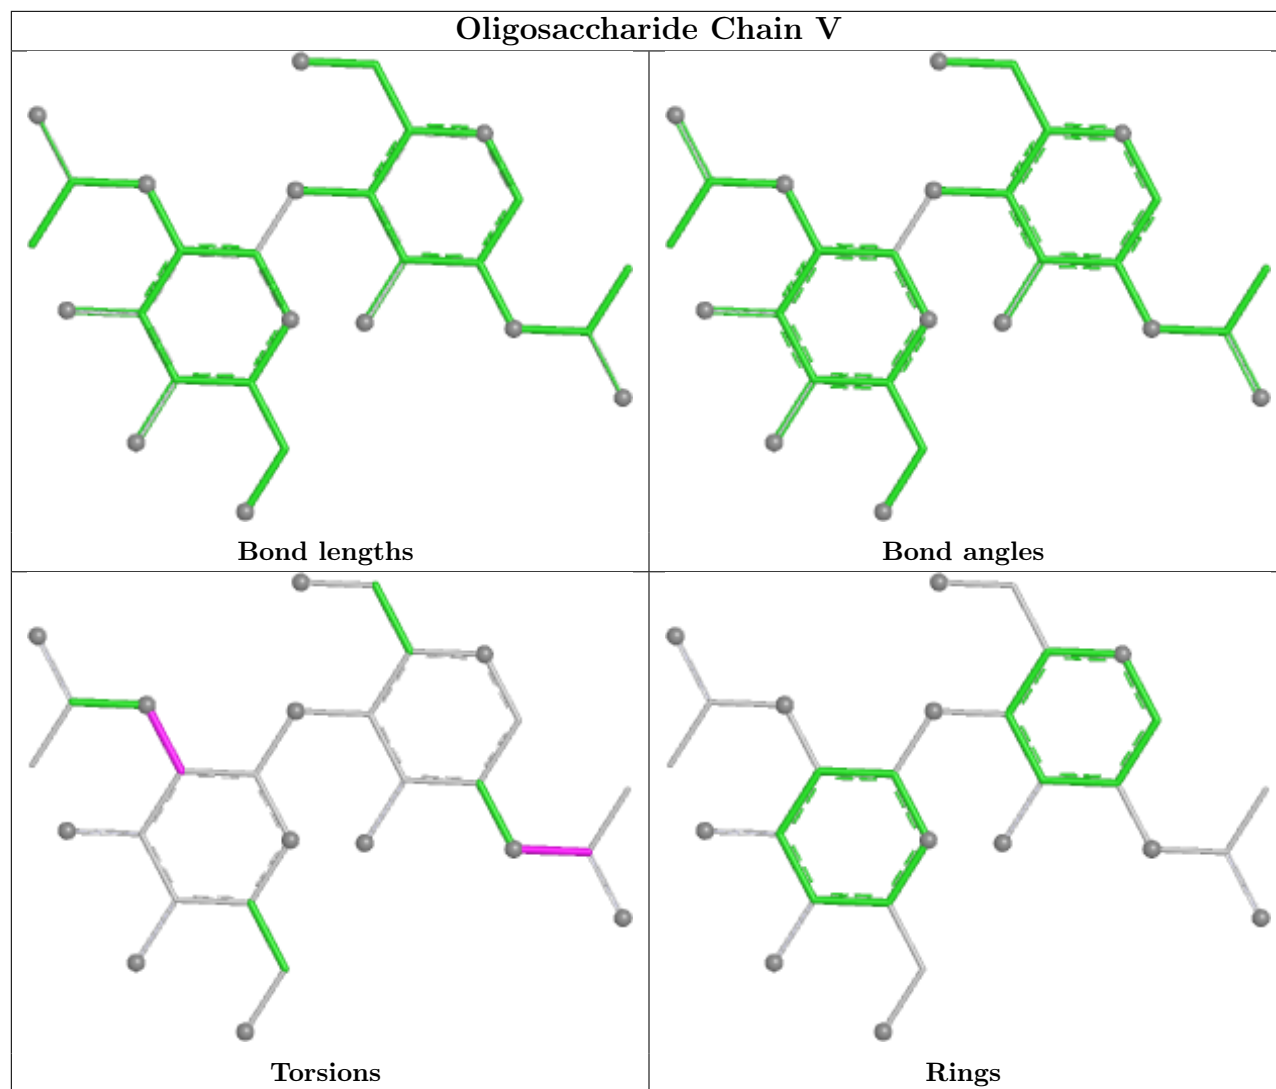 Oligosaccharide Chain V
Bond lengths
Bond angles
Torsions
Rings